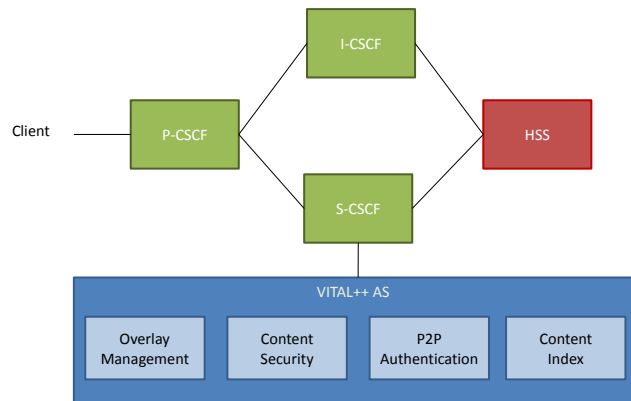 I-CSCF
Client
P-CSCF
HSS
S-CSCF
VITAL++ AS
Overlay
Management
Content
Security
P2P
Authentication
Content
Index